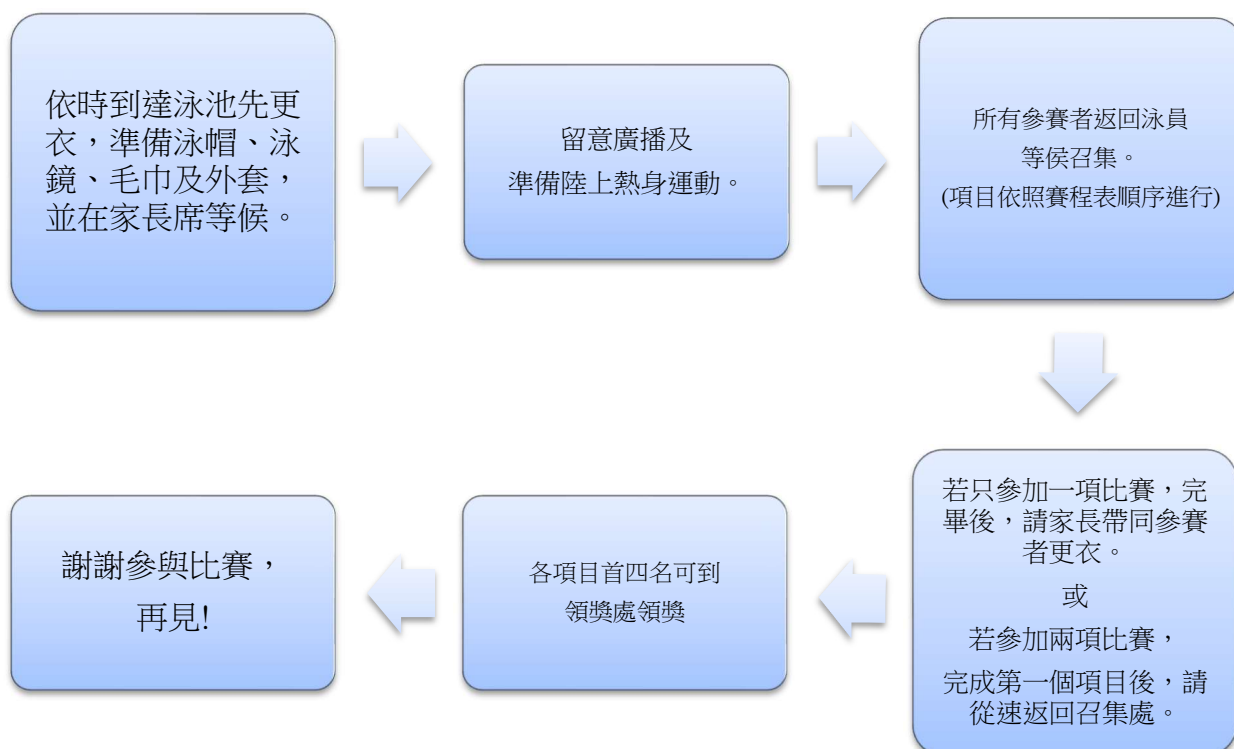 依時到達泳池先更
衣，準備泳帽、泳
鏡、毛巾及外套，
並在家長席等候。
留意廣播及
準備陸上熱身運動。
所有參賽者返回泳員
等侯召集。
(項目依照賽程表順序進行)
若只參加一項比賽，完
畢後，請家長帶同參賽
者更衣。
或
若參加兩項比賽，
完成第一個項目後，請
從速返回召集處。
各項目首四名可到
領獎處領獎
謝謝參與比賽，
再見!